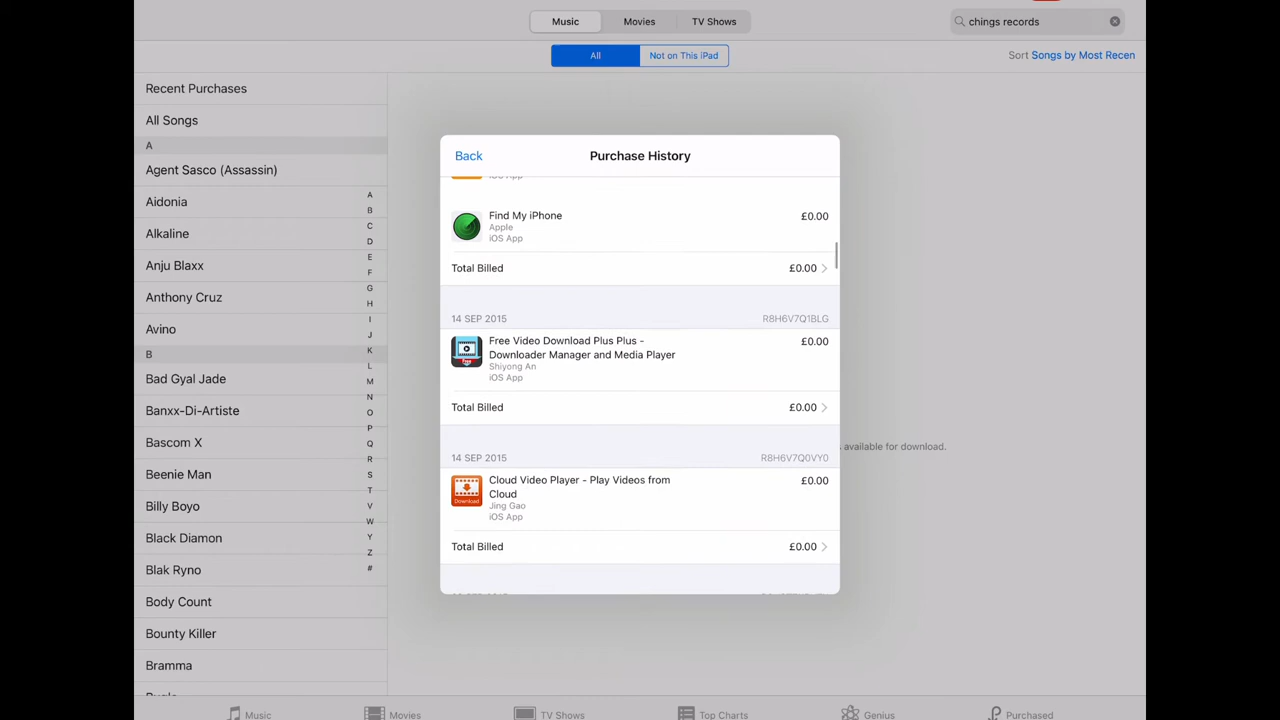 Music
Movies
TV Shows
chings records
All
Not on This iPad
Sort Songs by Most Recen
Recent Purchases
All Songs
A
Agent Sasco (Assassin)
Aidonia
Alkaline
Anju Blaxx
Anthony Cruz
Avino
B
Bad Gyal Jade
Banxx-Di-Artiste
Bascom X
Beenie Man
Billy Boyo
Black Diamon
Blak Ryno
Body Count
Bounty Killer
Bramma
A
B
C
D
E
F
G
H
I
J
K
L
M
N
O
P
Q
R
S
T
V
W
Y
Z
#
Back
Purchase History
iOS App
Find My iPhone
£0.00
Apple
iOS App
Total Billed
£0.00
14 SEP 2015
R8H6V7Q1BLG
Free Video Download Plus Plus -
£0.00
Downloader Manager and Media Player
Shiyong An
iOS App
Total Billed
£0.00
14 SEP 2015
R8H6V7Q0VY0
Cloud Video Player - Play Videos from
£0.00
Cloud
Jing Gao
iOS App
Download
Total Billed
£0.00
available for download.
Music
Movies
TV Shows
Top Charts
Genius
Purchased